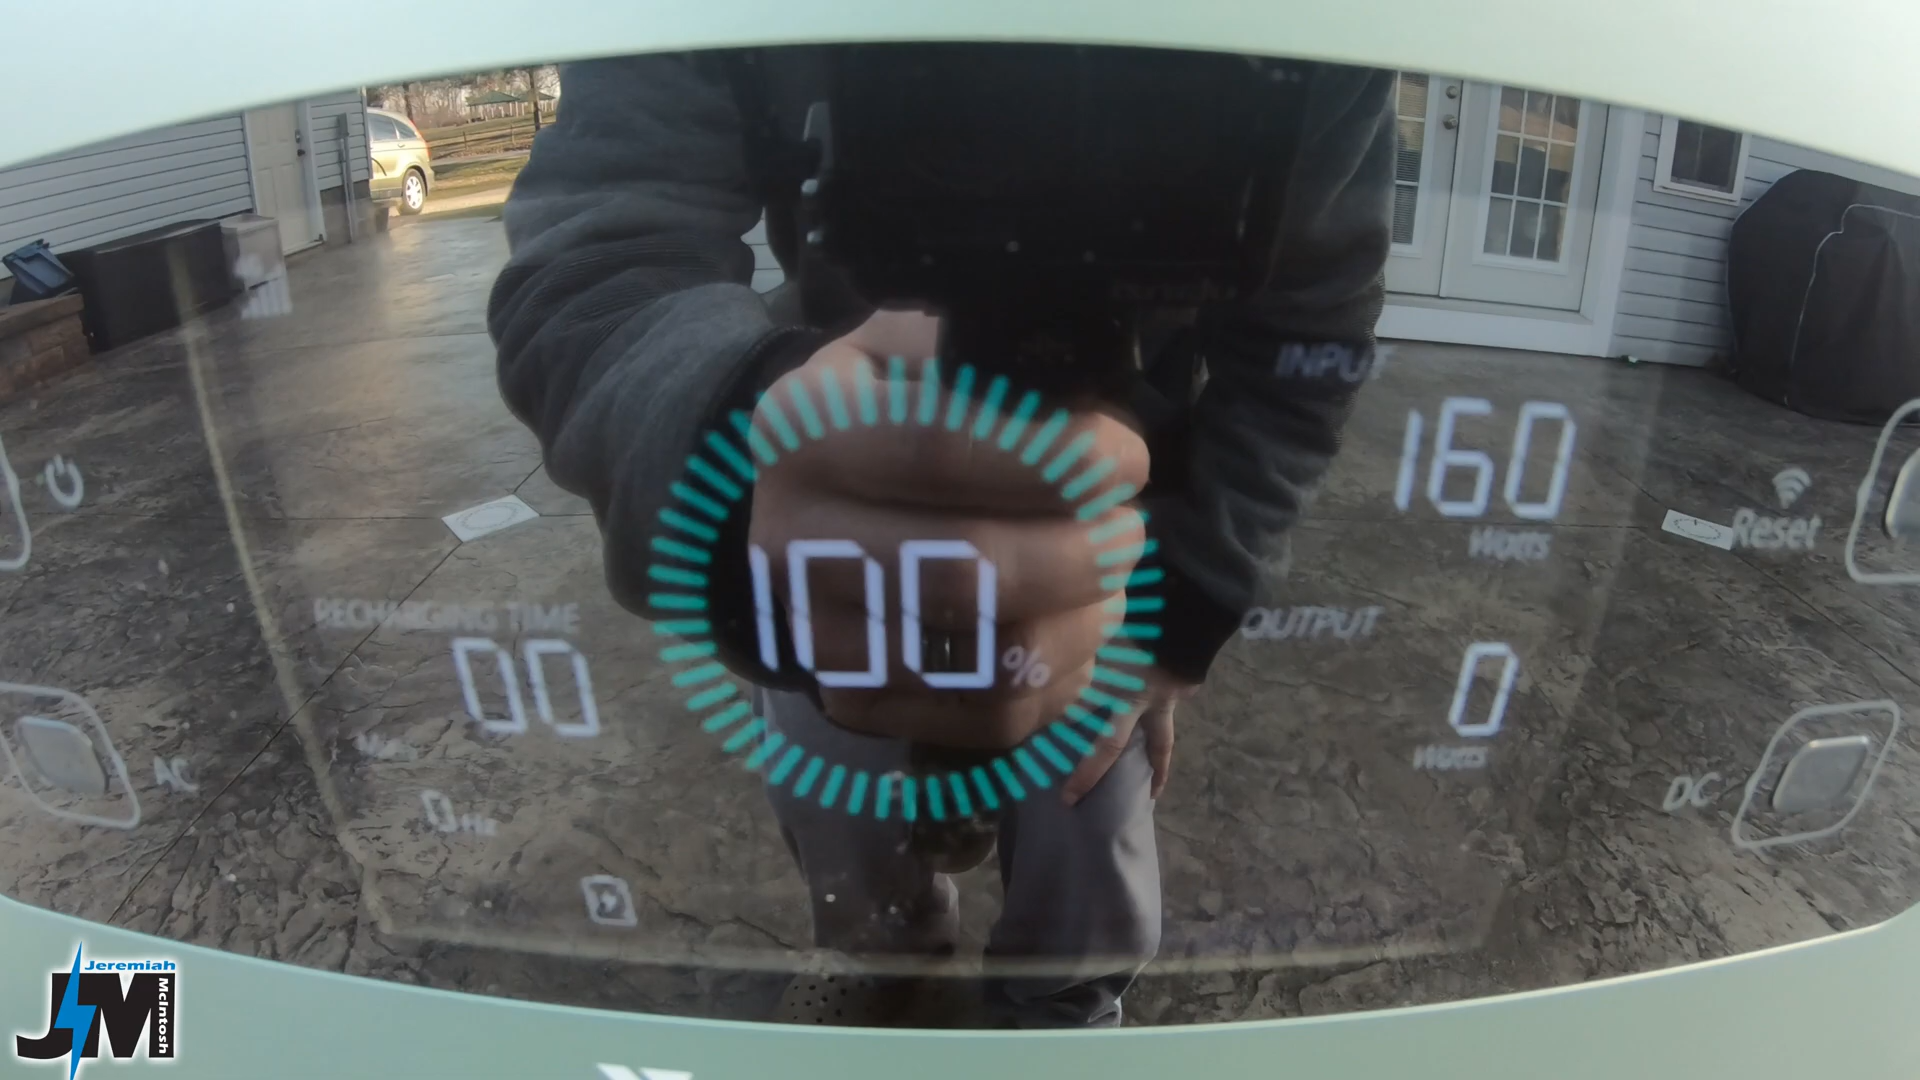 INPUT
160
Watts
Reset
RECHARGING TIME
00
100%
OUTPUT
0
Watts
AC
0Hz
DC
Jeremiah
McIntosh
JM